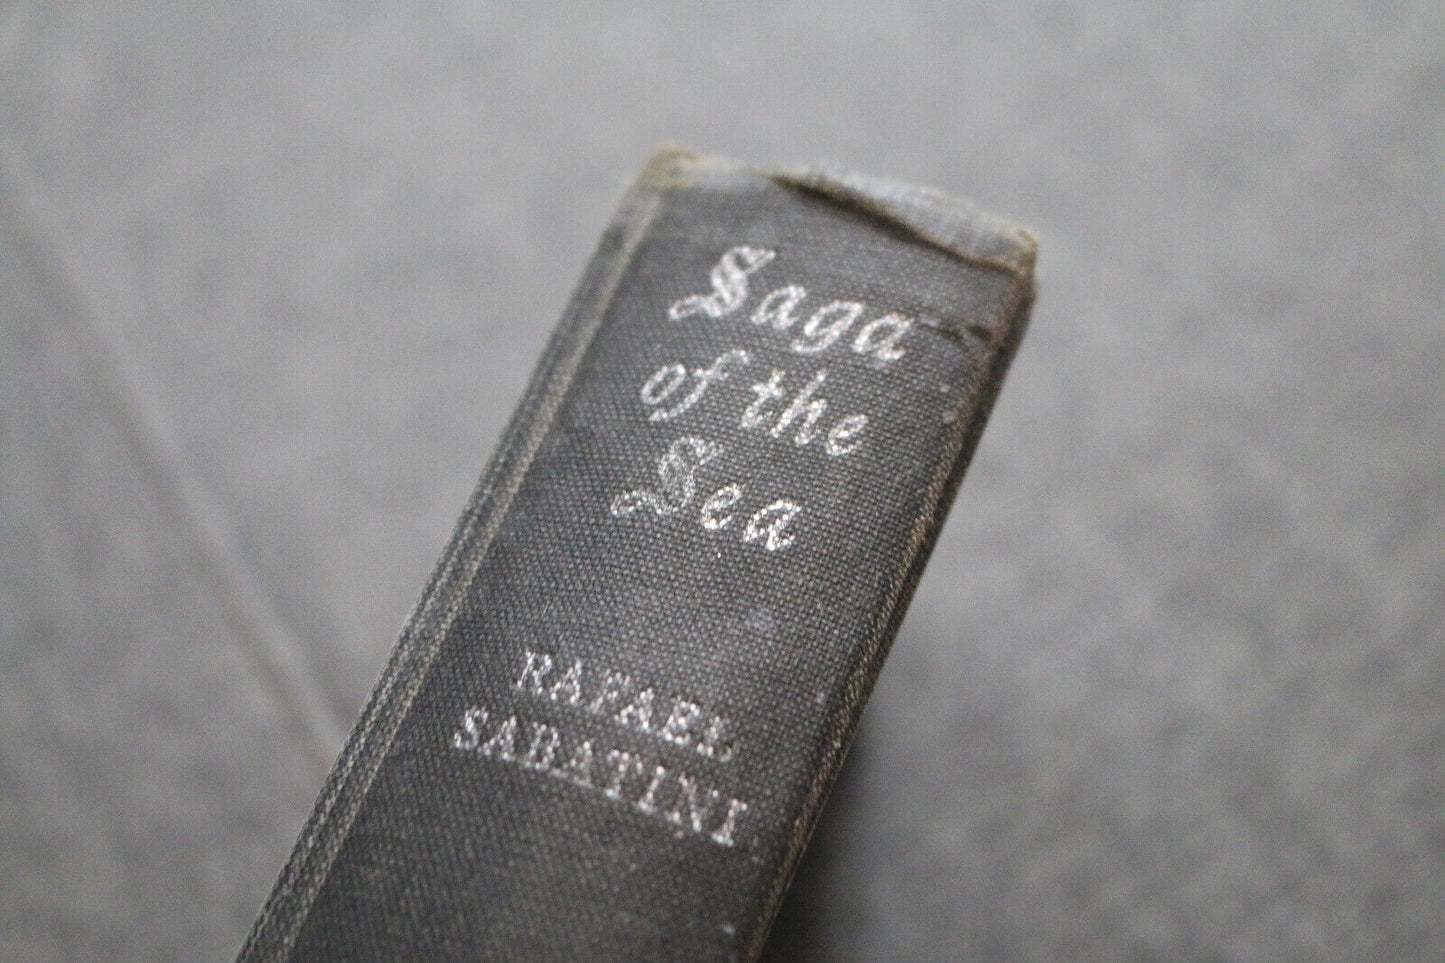 Saga
of the
Sea
RAFAEL
SABATINI